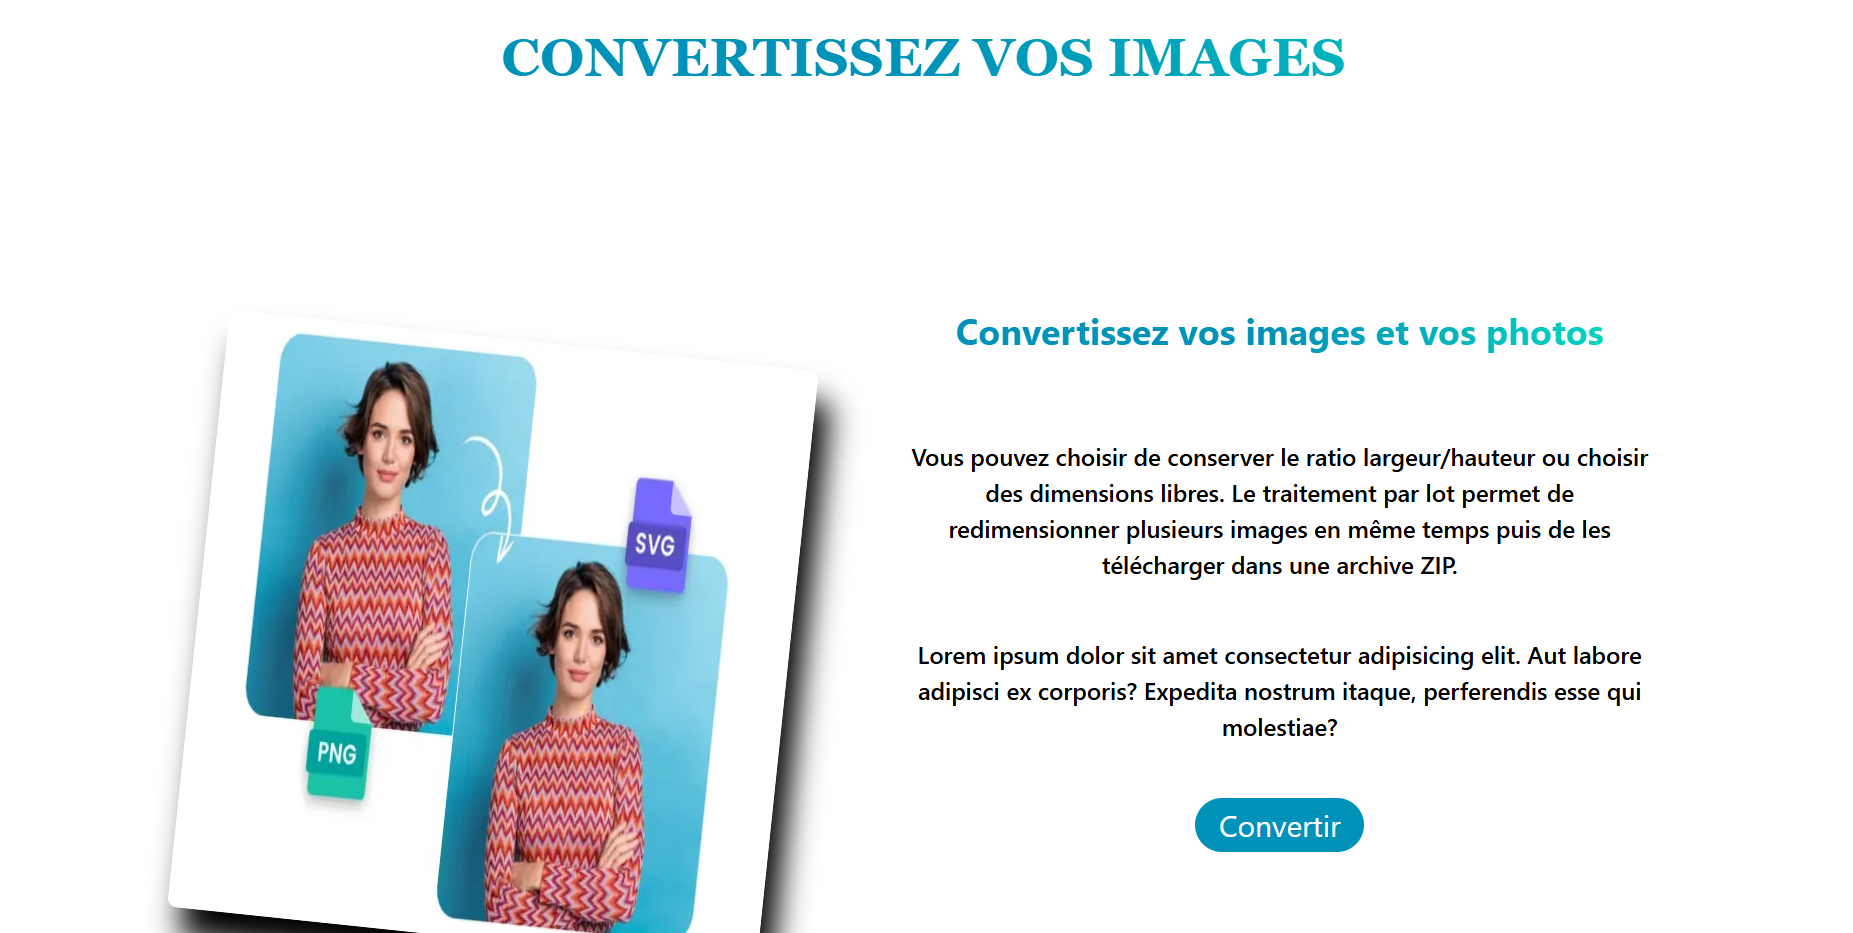 CONVERTISSEZ VOS IMAGES
SVG
PNG
Convertissez vos images et vos photos
Vous pouvez choisir de conserver le ratio largeur/hauteur ou choisir
des dimensions libres. Le traitement par lot permet de
redimensionner plusieurs images en même temps puis de les
télécharger dans une archive ZIP.
Lorem ipsum dolor sit amet consectetur adipisicing elit. Aut labore
adipisci ex corporis? Expedita nostrum itaque, perferendis esse qui
molestiae?
Convertir